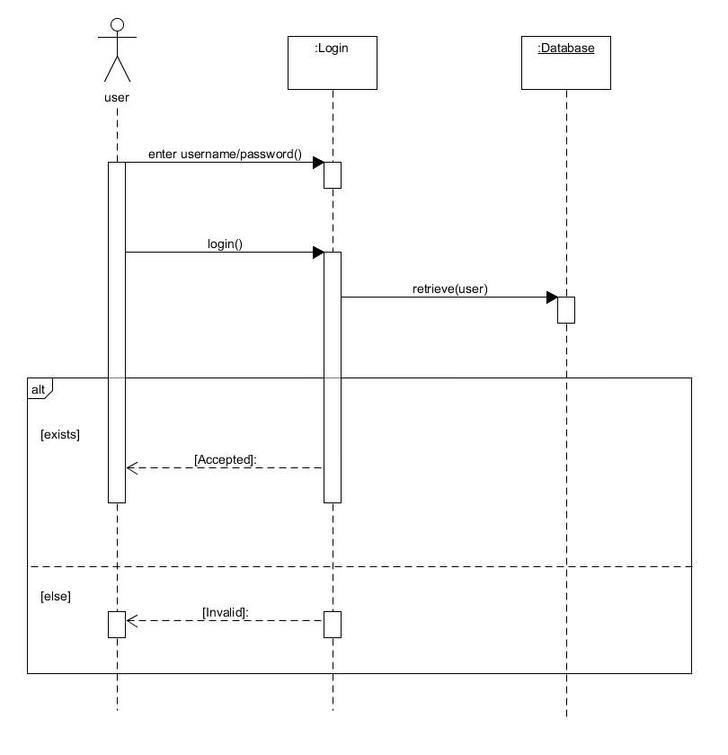 :Login
:Database
user
enter username/password()
login()
retrieve(user)
alt
[exists]
[Accepted]:
[else]
[Invalid]: